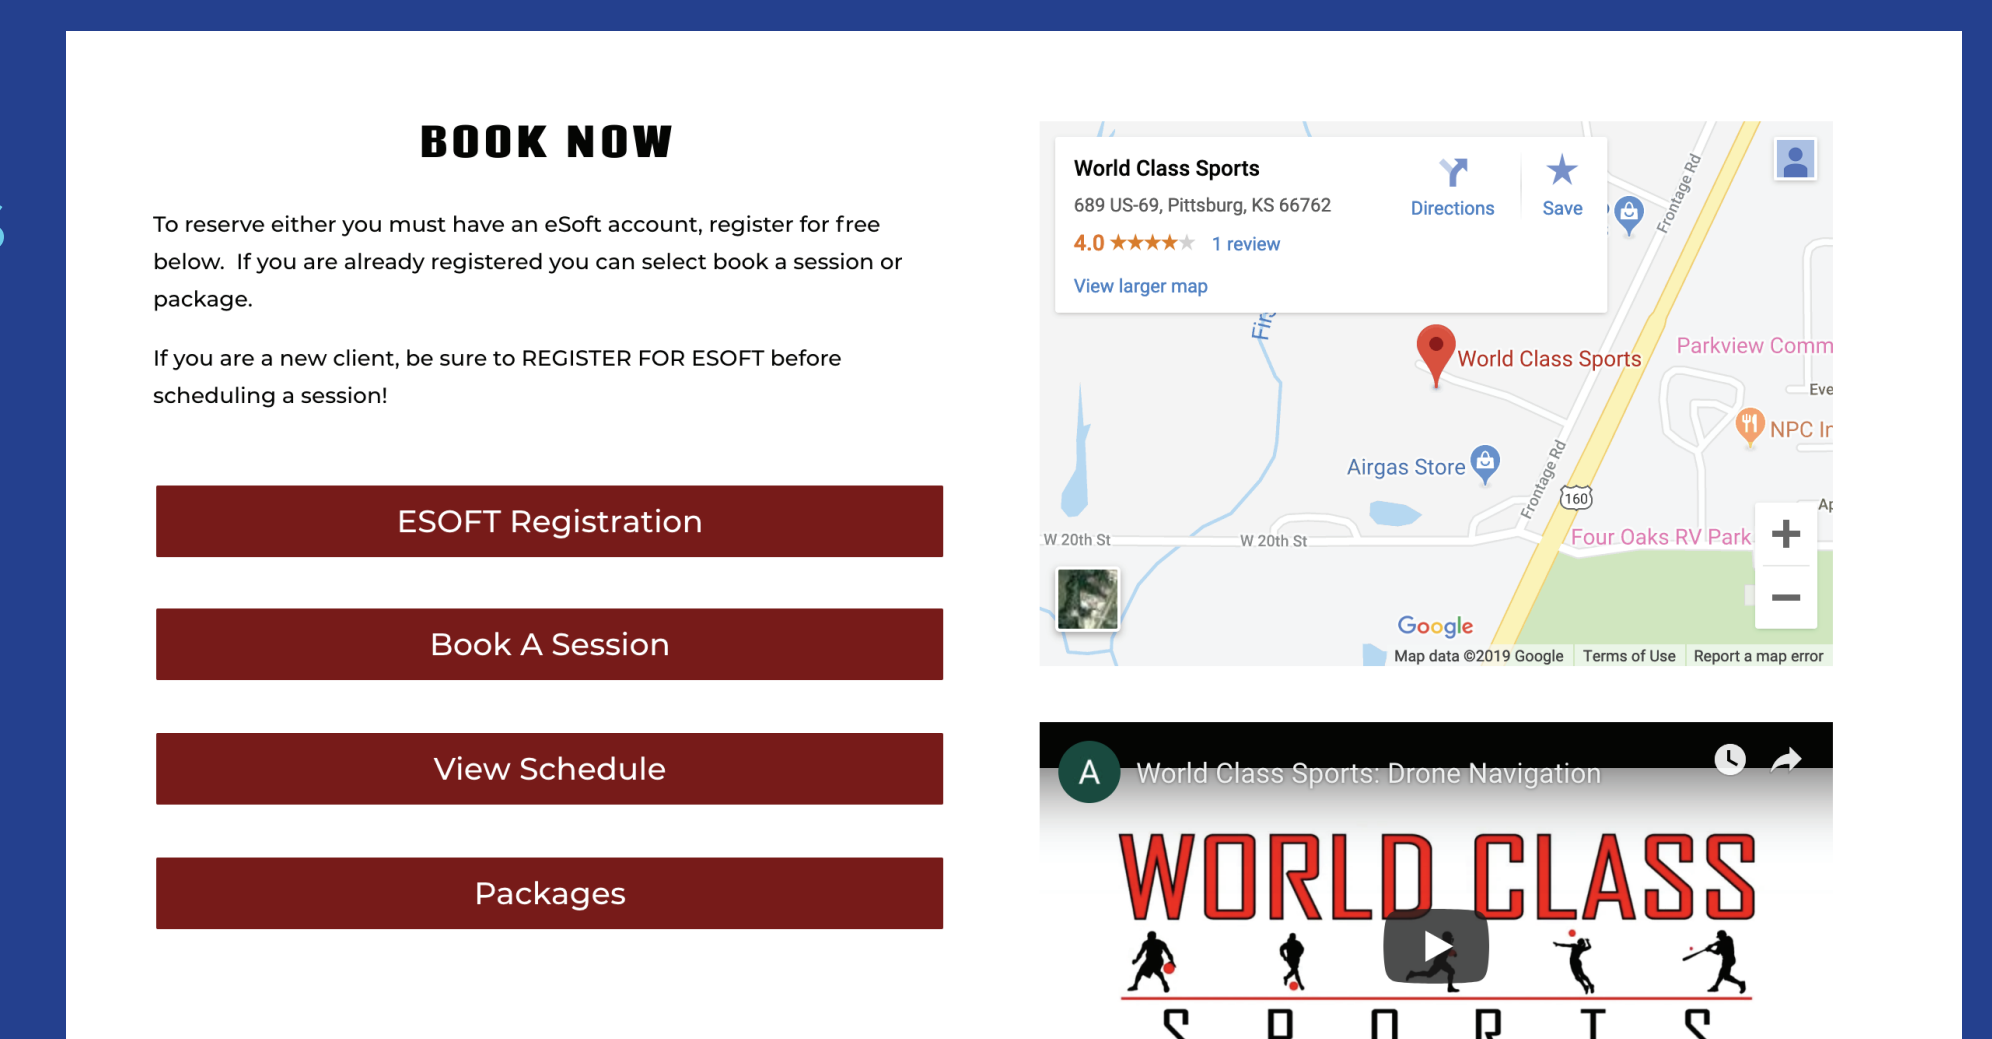 BOOK NOW
To reserve either you must have an eSoft account, register for free
below.  If you are already registered you can select book a session or
package.
If you are a new client, be sure to REGISTER FOR ESOFT before
scheduling a session!
ESOFT Registration
Book A Session
View Schedule
Packages
World Class Sports
689 US-69, Pittsburg, KS 66762
4.0
1 review
View larger map
Directions
Save
Frontage Rd
World Class Sports
Parkview Comm
Eve
NPC In
Airgas Store
Frontage Rd
160
W 20th St
W 20th St
Four Oaks RV Park
Google
Map data ©2019 Google
Terms of Use
Report a map error
A
World Class Sports: Drone Navigation
WORLD CLASS
SPORTS